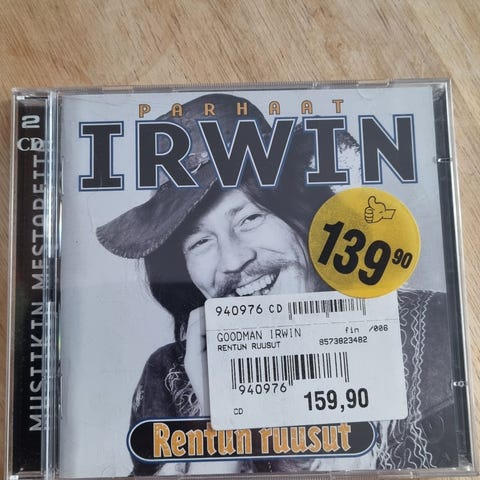 2
CD
MUSIIKIN MESTAREITA
PARHAAT
IRWIN
139 90
940976 CD
GOODMAN IRWIN fin /006
RENTUN RUUSUT 8573823482
940976
CD 159,90
Rentun ruusut